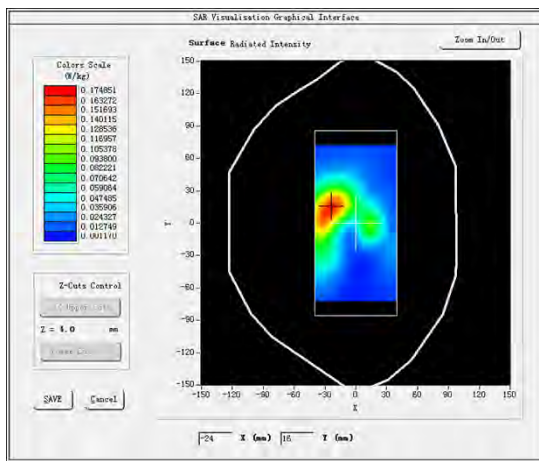 SAR Visualisation Graphical Interface
Surface Radiated Intensity
Zoom In/Out
Colors Scale
(W/kg)
0.174851
0.163272
0.151693
0.140115
0.128536
0.116957
0.105378
0.093800
0.082221
0.070642
0.059064
0.047485
0.035906
0.024327
0.012749
0.001170
150
120
90
60
30
0
-30
-60
-90
-120
-150
Y
-150 -120 -90 -60 -30 0 30 60 90 120 150
X
Z-Cuts Control
Z = 4.0 mm
SAVE Cancel
-24 X (mm) 16 Y (mm)